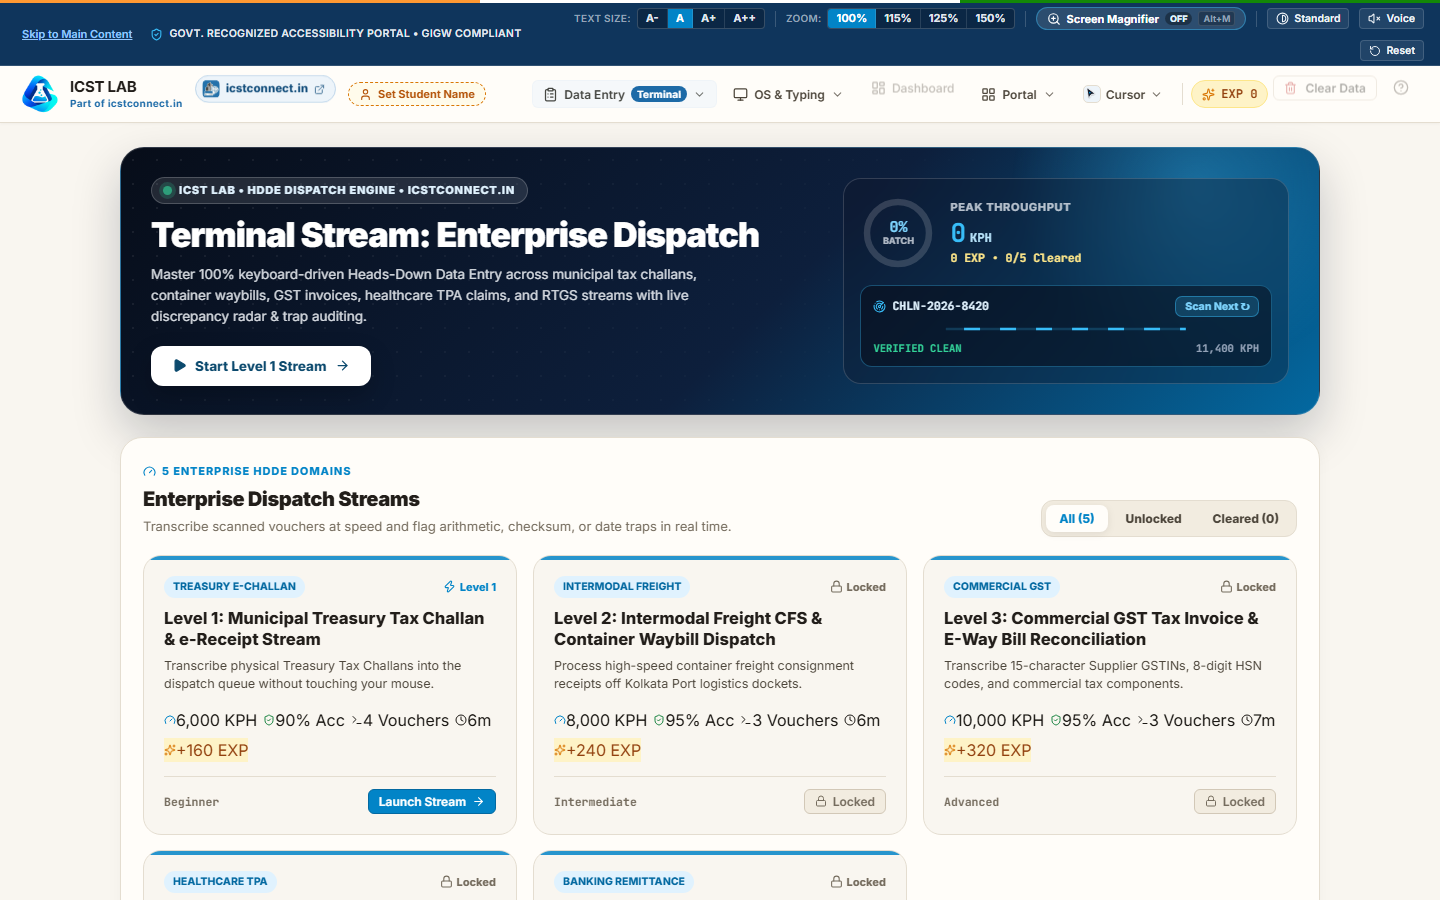 Skip to Main Content
GOVT. RECOGNIZED ACCESSIBILITY PORTAL • GIGW COMPLIANT
TEXT SIZE: A- A A+ A++
ZOOM: 100% 115% 125% 150%
Screen Magnifier OFF Alt+M
Standard
Voice
Reset
ICST LAB
Part of icstconnect.in
icstconnect.in
Set Student Name
Data Entry Terminal
OS & Typing
Dashboard
Portal
Cursor
EXP 0
Clear Data
ICST LAB • HDDE DISPATCH ENGINE • ICSTCONNECT.IN
Terminal Stream: Enterprise Dispatch
Master 100% keyboard-driven Heads-Down Data Entry across municipal tax challans,
container waybills, GST invoices, healthcare TPA claims, and RTGS streams with live
discrepancy radar & trap auditing.
Start Level 1 Stream →
0%
BATCH
PEAK THROUGHPUT
0 KPH
0 EXP • 0/5 Cleared
CHLN-2026-8420
Scan Next ↻
VERIFIED CLEAN
11,400 KPH
5 ENTERPRISE HDDE DOMAINS
Enterprise Dispatch Streams
Transcribe scanned vouchers at speed and flag arithmetic, checksum, or date traps in real time.
All (5)
Unlocked
Cleared (0)
TREASURY E-CHALLAN
Level 1
Level 1: Municipal Treasury Tax Challan
& e-Receipt Stream
Transcribe physical Treasury Tax Challans into the
dispatch queue without touching your mouse.
6,000 KPH 90% Acc 4 Vouchers 6m
+160 EXP
Beginner
Launch Stream →
INTERMODAL FREIGHT
Locked
Level 2: Intermodal Freight CFS &
Container Waybill Dispatch
Process high-speed container freight consignment
receipts off Kolkata Port logistics dockets.
8,000 KPH 95% Acc 3 Vouchers 6m
+240 EXP
Intermediate
Locked
COMMERCIAL GST
Locked
Level 3: Commercial GST Tax Invoice &
E-Way Bill Reconciliation
Transcribe 15-character Supplier GSTINs, 8-digit HSN
codes, and commercial tax components.
10,000 KPH 95% Acc 3 Vouchers 7m
+320 EXP
Advanced
Locked
HEALTHCARE TPA
Locked
BANKING REMITTANCE
Locked